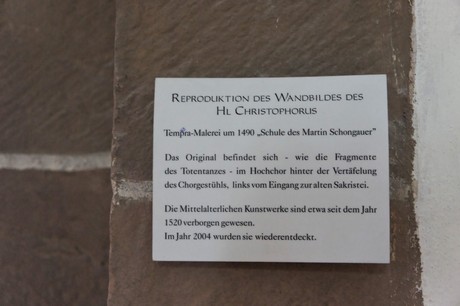 Reproduktion des Wandbildes des
Hl Christophorus
Tempra-Malerei um 1490 „Schule des Martin Schongauer"
Das Original befindet sich - wie die Fragmente
des Totentanzes - im Hochchor hinter der Vertäfelung
des Chorgestühls, links vom Eingang zur alten Sakristei.
Die Mittelalterlichen Kunstwerke sind etwa seit dem Jahr
1520 verborgen gewesen.
Im Jahr 2004 wurden sie wiederentdeckt.